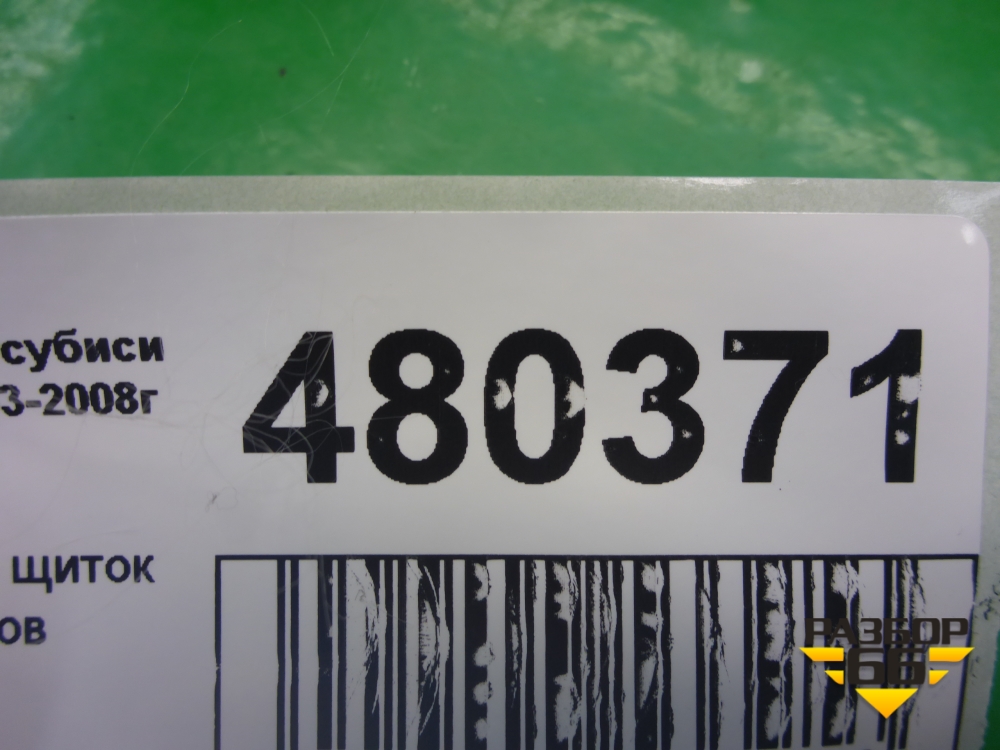 субиси
3-2008г
480371
щиток
ов
РАЗБОР
66